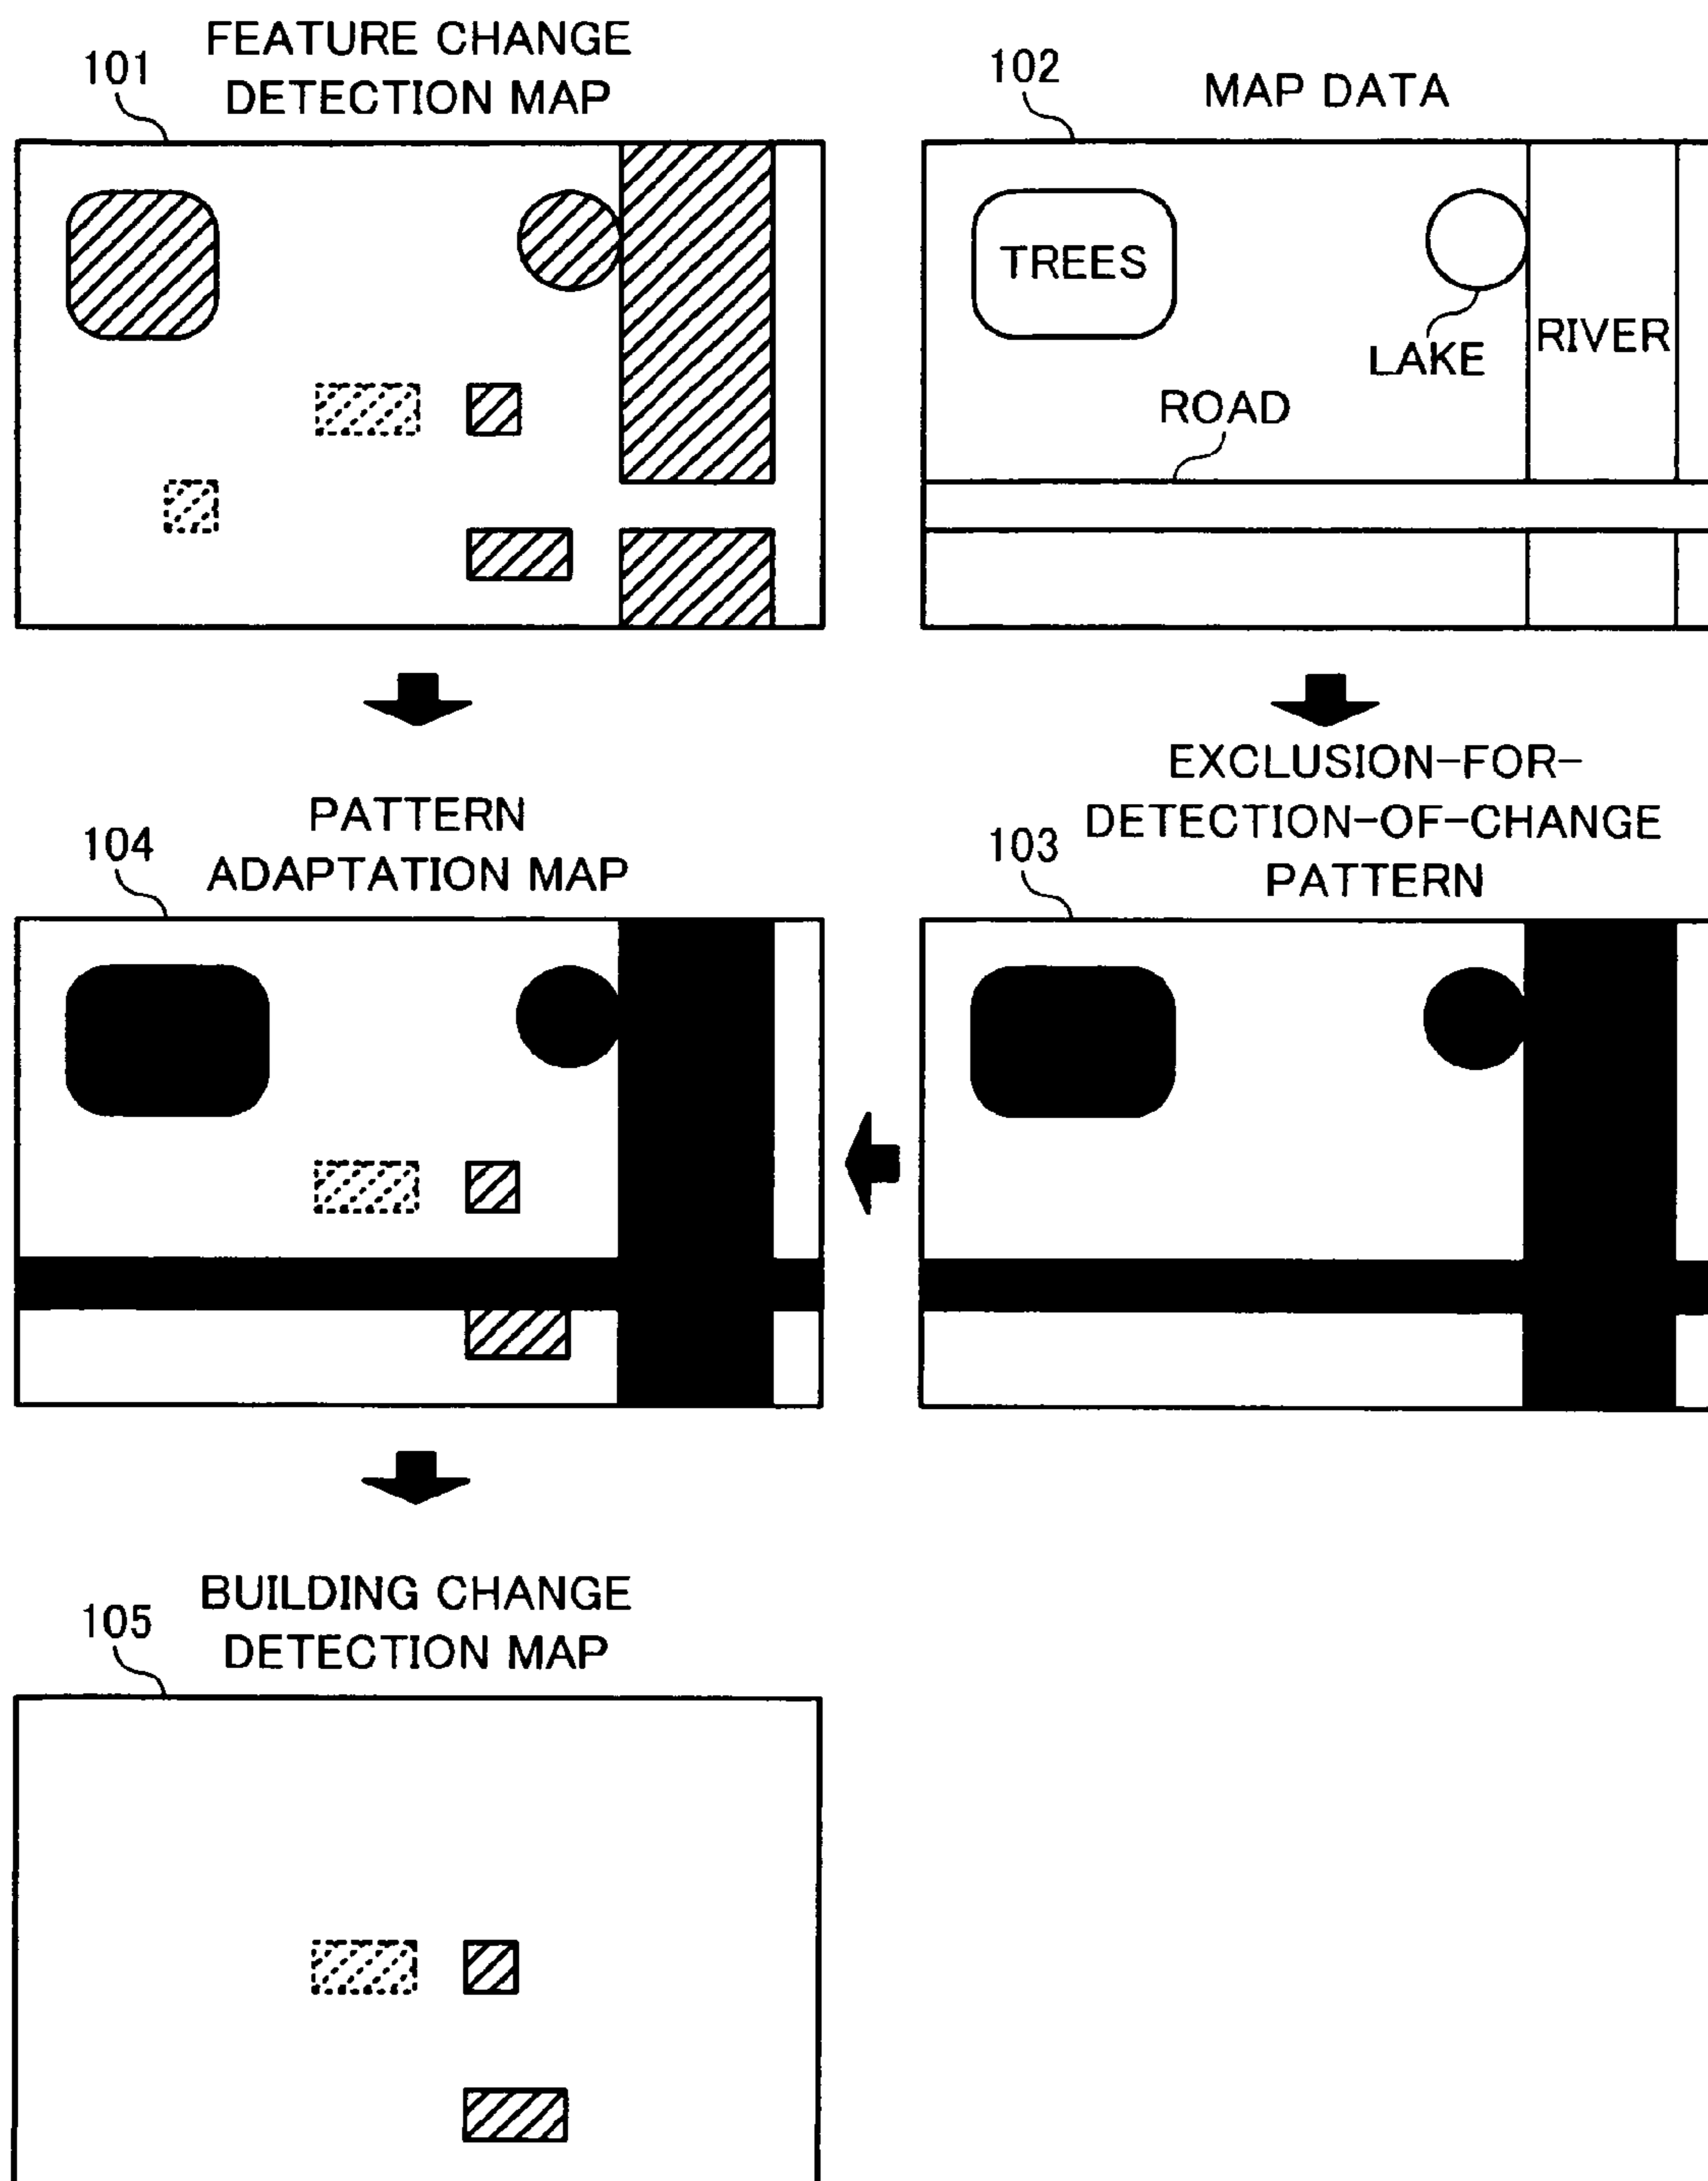 FEATURE CHANGE
DETECTION MAP
101
MAP DATA
102
TREES
LAKE
RIVER
ROAD
PATTERN
ADAPTATION MAP
104
EXCLUSION-FOR-
DETECTION-OF-CHANGE
PATTERN
103
BUILDING CHANGE
DETECTION MAP
105